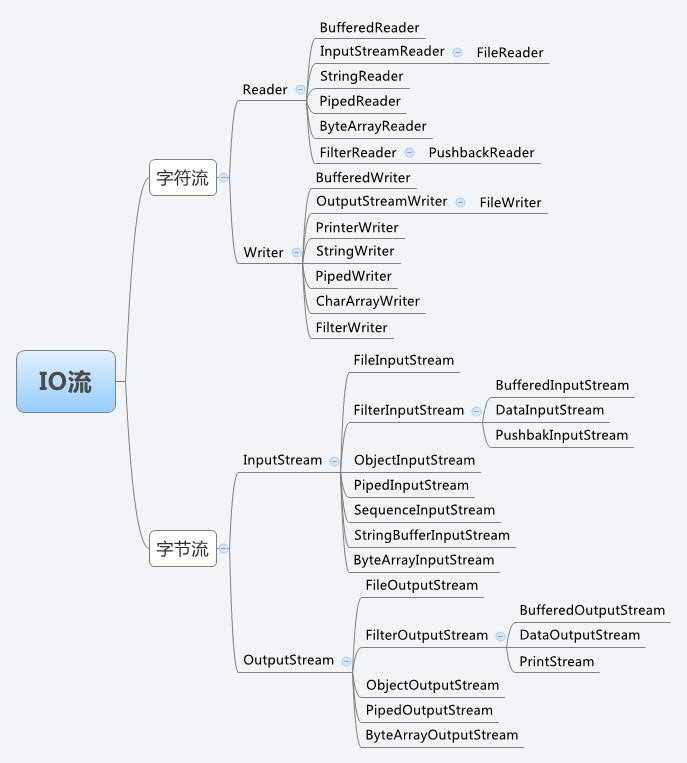 IO流
字符流
Reader
BufferedReader
InputStreamReader
FileReader
StringReader
PipedReader
ByteArrayReader
FilterReader
PushbackReader
Writer
BufferedWriter
OutputStreamWriter
FileWriter
PrinterWriter
StringWriter
PipedWriter
CharArrayWriter
FilterWriter
字节流
InputStream
FileInputStream
FilterInputStream
BufferedInputStream
DataInputStream
PushbakInputStream
ObjectInputStream
PipedInputStream
SequenceInputStream
StringBufferInputStream
ByteArrayInputStream
OutputStream
FileOutputStream
FilterOutputStream
BufferedOutputStream
DataOutputStream
PrintStream
ObjectOutputStream
PipedOutputStream
ByteArrayOutputStream